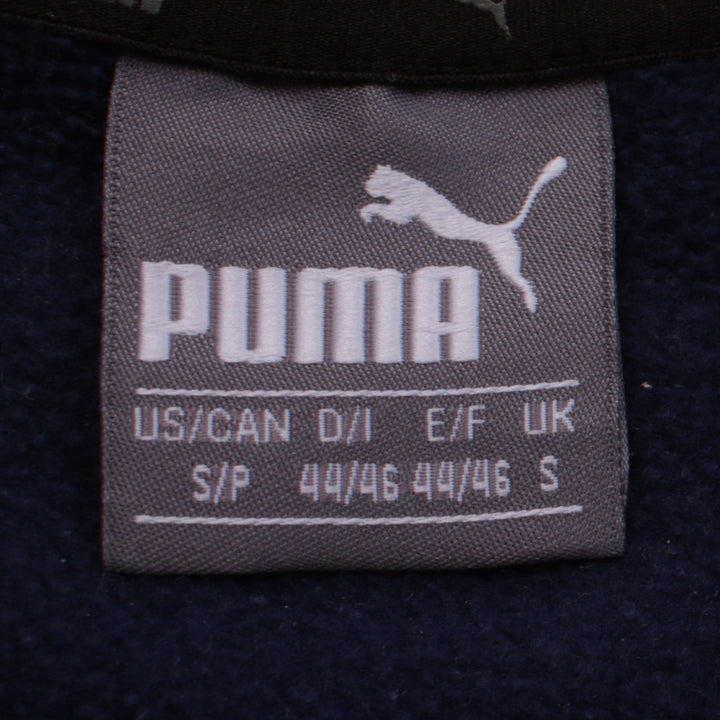 PUMA
US/CAN D/I E/F UK
S/P 44/46 44/46 S